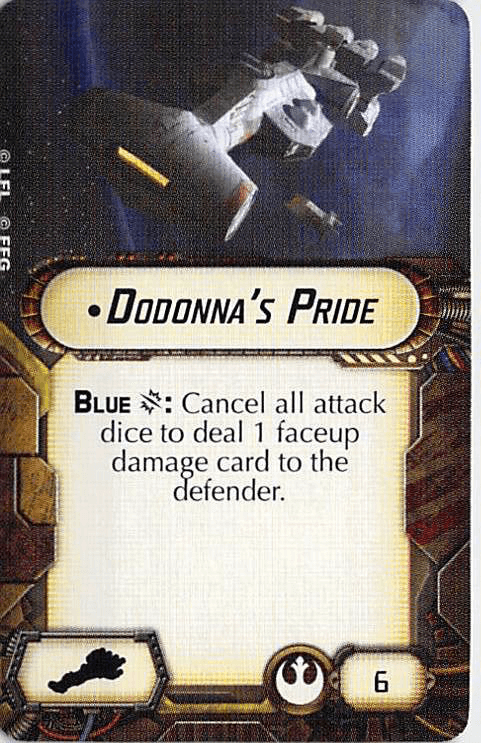 © LFL © FFG
• DODONNA'S PRIDE
BLUE : Cancel all attack
dice to deal 1 faceup
damage card to the
defender.
6